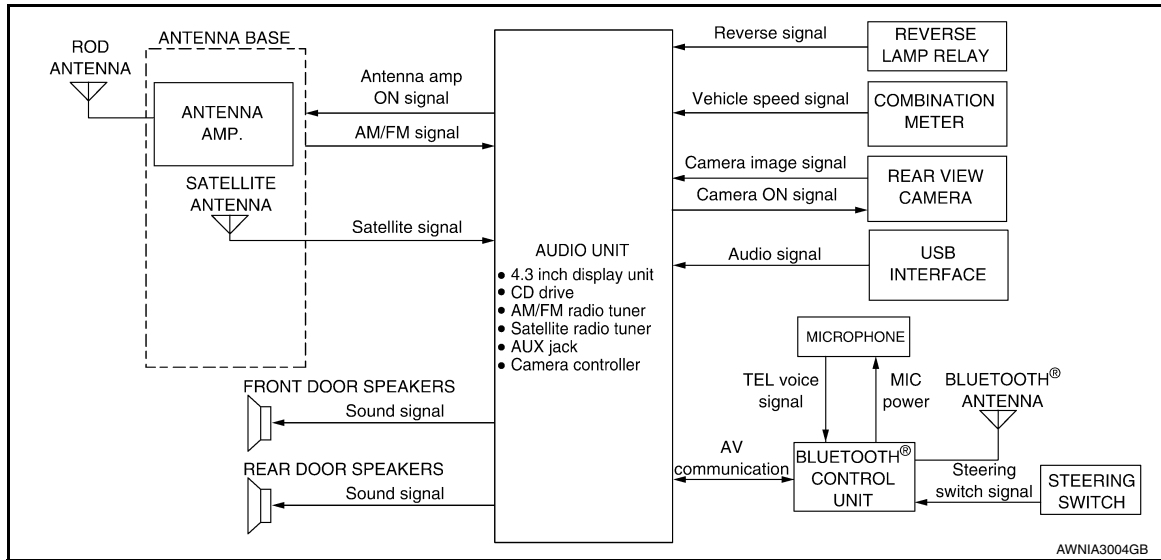 ROD
ANTENNA
ANTENNA BASE
ANTENNA
AMP.
SATELLITE
ANTENNA
Antenna amp
ON signal
AM/FM signal
Satellite signal
FRONT DOOR SPEAKERS
Sound signal
REAR DOOR SPEAKERS
Sound signal
AUDIO UNIT
● 4.3 inch display unit
● CD drive
● AM/FM radio tuner
● Satellite radio tuner
● AUX jack
● Camera controller
Reverse signal
REVERSE
LAMP RELAY
Vehicle speed signal
COMBINATION
METER
Camera image signal
Camera ON signal
REAR VIEW
CAMERA
Audio signal
USB
INTERFACE
MICROPHONE
TEL voice
signal
MIC
power
BLUETOOTH®
ANTENNA
AV
communication
BLUETOOTH®
CONTROL
UNIT
Steering
switch signal
STEERING
SWITCH
AWNIA3004GB